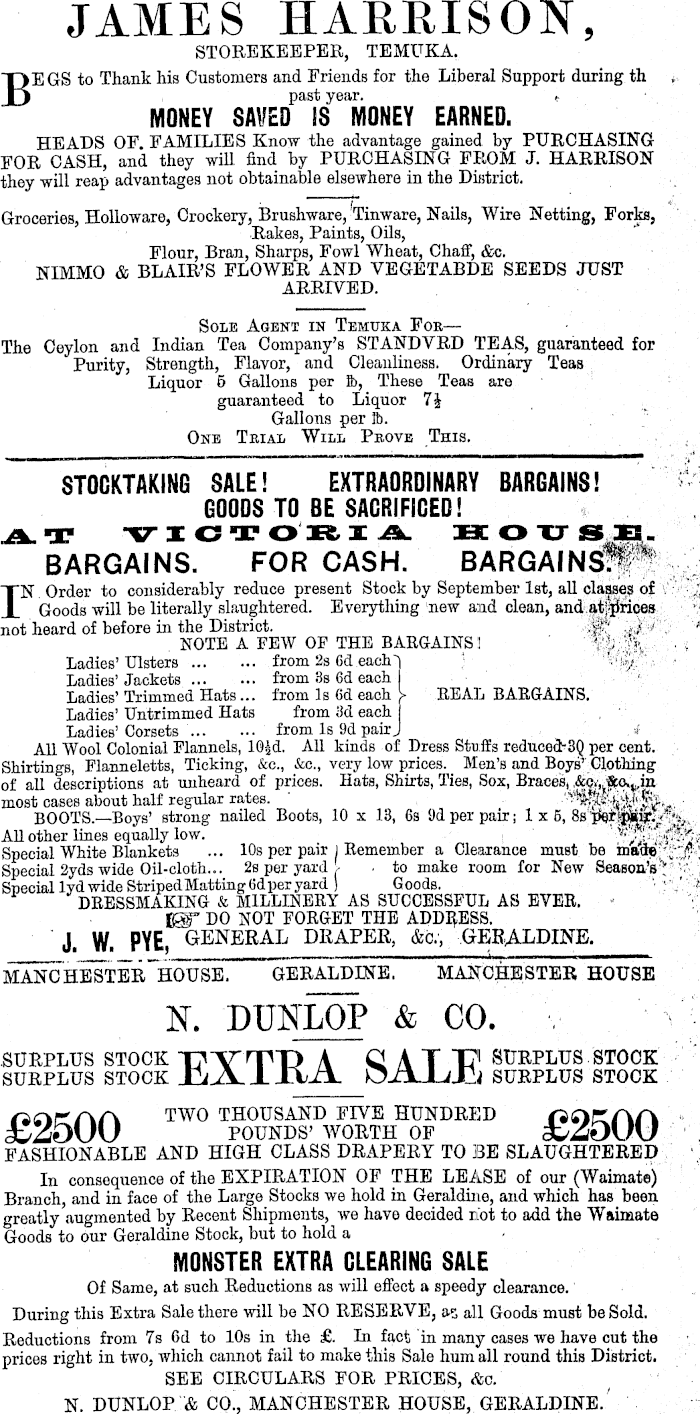 JAMES HARRISON,
STOREKEEPER, TEMUKA.
BEGS to Thank his Customers and Friends for the Liberal Support during th
past year.
MONEY SAVED IS MONEY EARNED.
HEADS OF. FAMILIES Know the advantage gained by PURCHASING
FOR CASH, and they will find by PURCHASING FROM J. HARRISON
they will reap advantages not obtainable elsewhere in the District.
Groceries, Holloware, Crockery, Brushware, Tinware, Nails, Wire Netting, Forks,
Rakes, Paints, Oils,
Flour, Bran, Sharps, Fowl Wheat, Chaff, &c.
NIMMO & BLAIR'S FLOWER AND VEGETABDE SEEDS JUST
ARRIVED.
SOLE AGENT IN TEMUKA FOR—
The Ceylon and Indian Tea Company's STANDVRD TEAS, guaranteed for
Purity, Strength, Flavor, and Cleanliness. Ordinary Teas
Liquor 5 Gallons per ℔, These Teas are
guaranteed to Liquor 7½
Gallons per ℔.
ONE TRIAL WILL PROVE THIS.
STOCKTAKING SALE! EXTRAORDINARY BARGAINS!
GOODS TO BE SACRIFICED!
AT VICTORIA HOUSE.
BARGAINS. FOR CASH. BARGAINS.
IN Order to considerably reduce present Stock by September 1st, all classes of
Goods will be literally slaughtered. Everything new and clean, and at prices
not heard of before in the District.
NOTE A FEW OF THE BARGAINS!
Ladies' Ulsters ... ... from 2s 6d each
Ladies' Jackets ... ... from 3s 6d each
Ladies' Trimmed Hats ... from 1s 6d each REAL BARGAINS.
Ladies' Untrimmed Hats from 3d each
Ladies' Corsets ... ... from 1s 9d pair
All Wool Colonial Flannels, 10½d. All kinds of Dress Stuffs reduced 30 per cent.
Shirtings, Flanneletts, Ticking, &c., &c., very low prices. Men's and Boys' Clothing
of all descriptions at unheard of prices. Hats, Shirts, Ties, Sox, Braces, &c., &c., in
most cases about half regular rates.
BOOTS.—Boys' strong nailed Boots, 10 x 13, 6s 9d per pair; 1 x 5, 8s per pair.
All other lines equally low.
Special White Blankets ... 10s per pair Remember a Clearance must be made
Special 2yds wide Oil-cloth... 2s per yard to make room for New Season's
Special 1yd wide Striped Matting 6d per yard Goods.
DRESSMAKING & MILLINERY AS SUCCESSFUL AS EVER.
☞ DO NOT FORGET THE ADDRESS.
J. W. PYE, GENERAL DRAPER, &c., GERALDINE.
MANCHESTER HOUSE. GERALDINE. MANCHESTER HOUSE
N. DUNLOP & CO.
SURPLUS STOCK EXTRA SALE SURPLUS STOCK
SURPLUS STOCK SURPLUS STOCK
£2500 TWO THOUSAND FIVE HUNDRED £2500
POUNDS' WORTH OF
FASHIONABLE AND HIGH CLASS DRAPERY TO BE SLAUGHTERED
In consequence of the EXPIRATION OF THE LEASE of our (Waimate)
Branch, and in face of the Large Stocks we hold in Geraldine, and which has been
greatly augmented by Recent Shipments, we have decided not to add the Waimate
Goods to our Geraldine Stock, but to hold a
MONSTER EXTRA CLEARING SALE
Of Same, at such Reductions as will effect a speedy clearance.
During this Extra Sale there will be NO RESERVE, as all Goods must be Sold.
Reductions from 7s 6d to 10s in the £. In fact in many cases we have cut the
prices right in two, which cannot fail to make this Sale hum all round this District.
SEE CIRCULARS FOR PRICES, &c.
N. DUNLOP & CO., MANCHESTER HOUSE, GERALDINE.